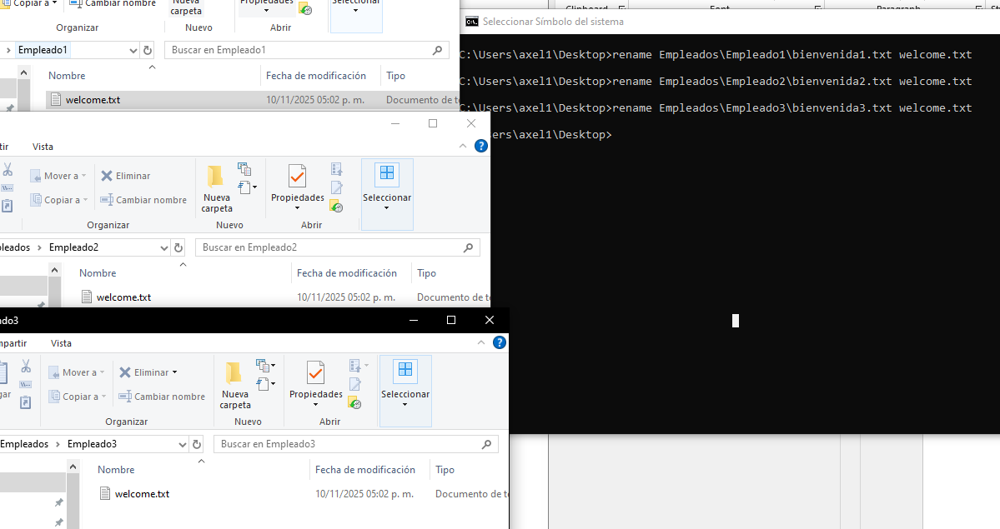 Copiar a
Cambiar nombre
Nueva
carpeta
Propiedades
Seleccionar
Organizar
Nuevo
Abrir
Empleado1
Buscar en Empleado1
Nombre
Fecha de modificación
Tipo
welcome.txt
10/11/2025 05:02 p. m.
Documento de te
Vista
Mover a
Eliminar
Copiar a
Cambiar nombre
Nueva
carpeta
Propiedades
Seleccionar
Organizar
Nuevo
Abrir
pleados > Empleado2
Buscar en Empleado2
Nombre
Fecha de modificación
Tipo
welcome.txt
10/11/2025 05:02 p. m.
Documento de te
ado3
mpartir
Vista
Mover a
Eliminar
Copiar a
Cambiar nombre
Nueva
carpeta
Propiedades
Seleccionar
Organizar
Nuevo
Abrir
Empleados > Empleado3
Buscar en Empleado3
Nombre
Fecha de modificación
Tipo
welcome.txt
10/11/2025 05:02 p. m.
Documento de te
Clipboard
Font
Paragraph
Seleccionar Símbolo del sistema
C:\Users\axel1\Desktop>rename Empleados\Empleado1\bienvenida1.txt welcome.txt
C:\Users\axel1\Desktop>rename Empleados\Empleado2\bienvenida2.txt welcome.txt
C:\Users\axel1\Desktop>rename Empleados\Empleado3\bienvenida3.txt welcome.txt
ers\axel1\Desktop>